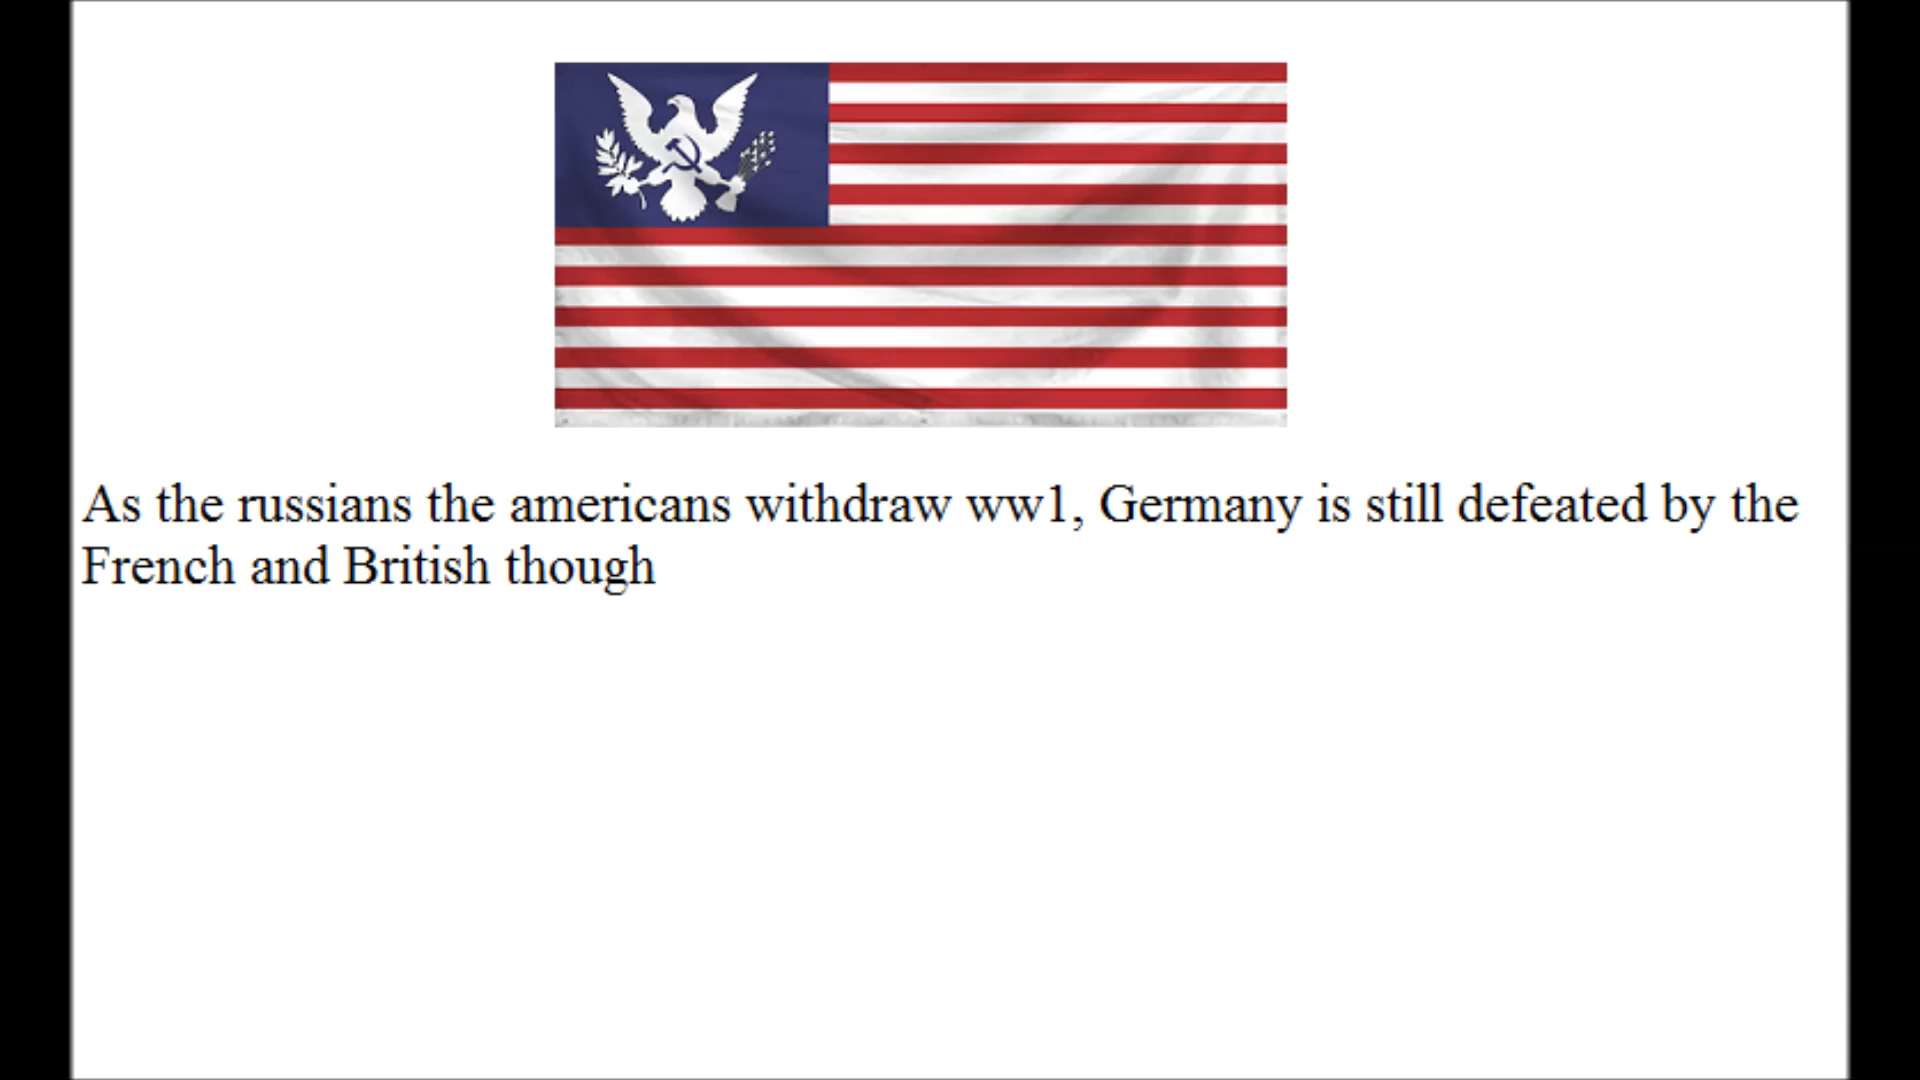 As the russians the americans withdraw ww1, Germany is still defeated by the
French and British though